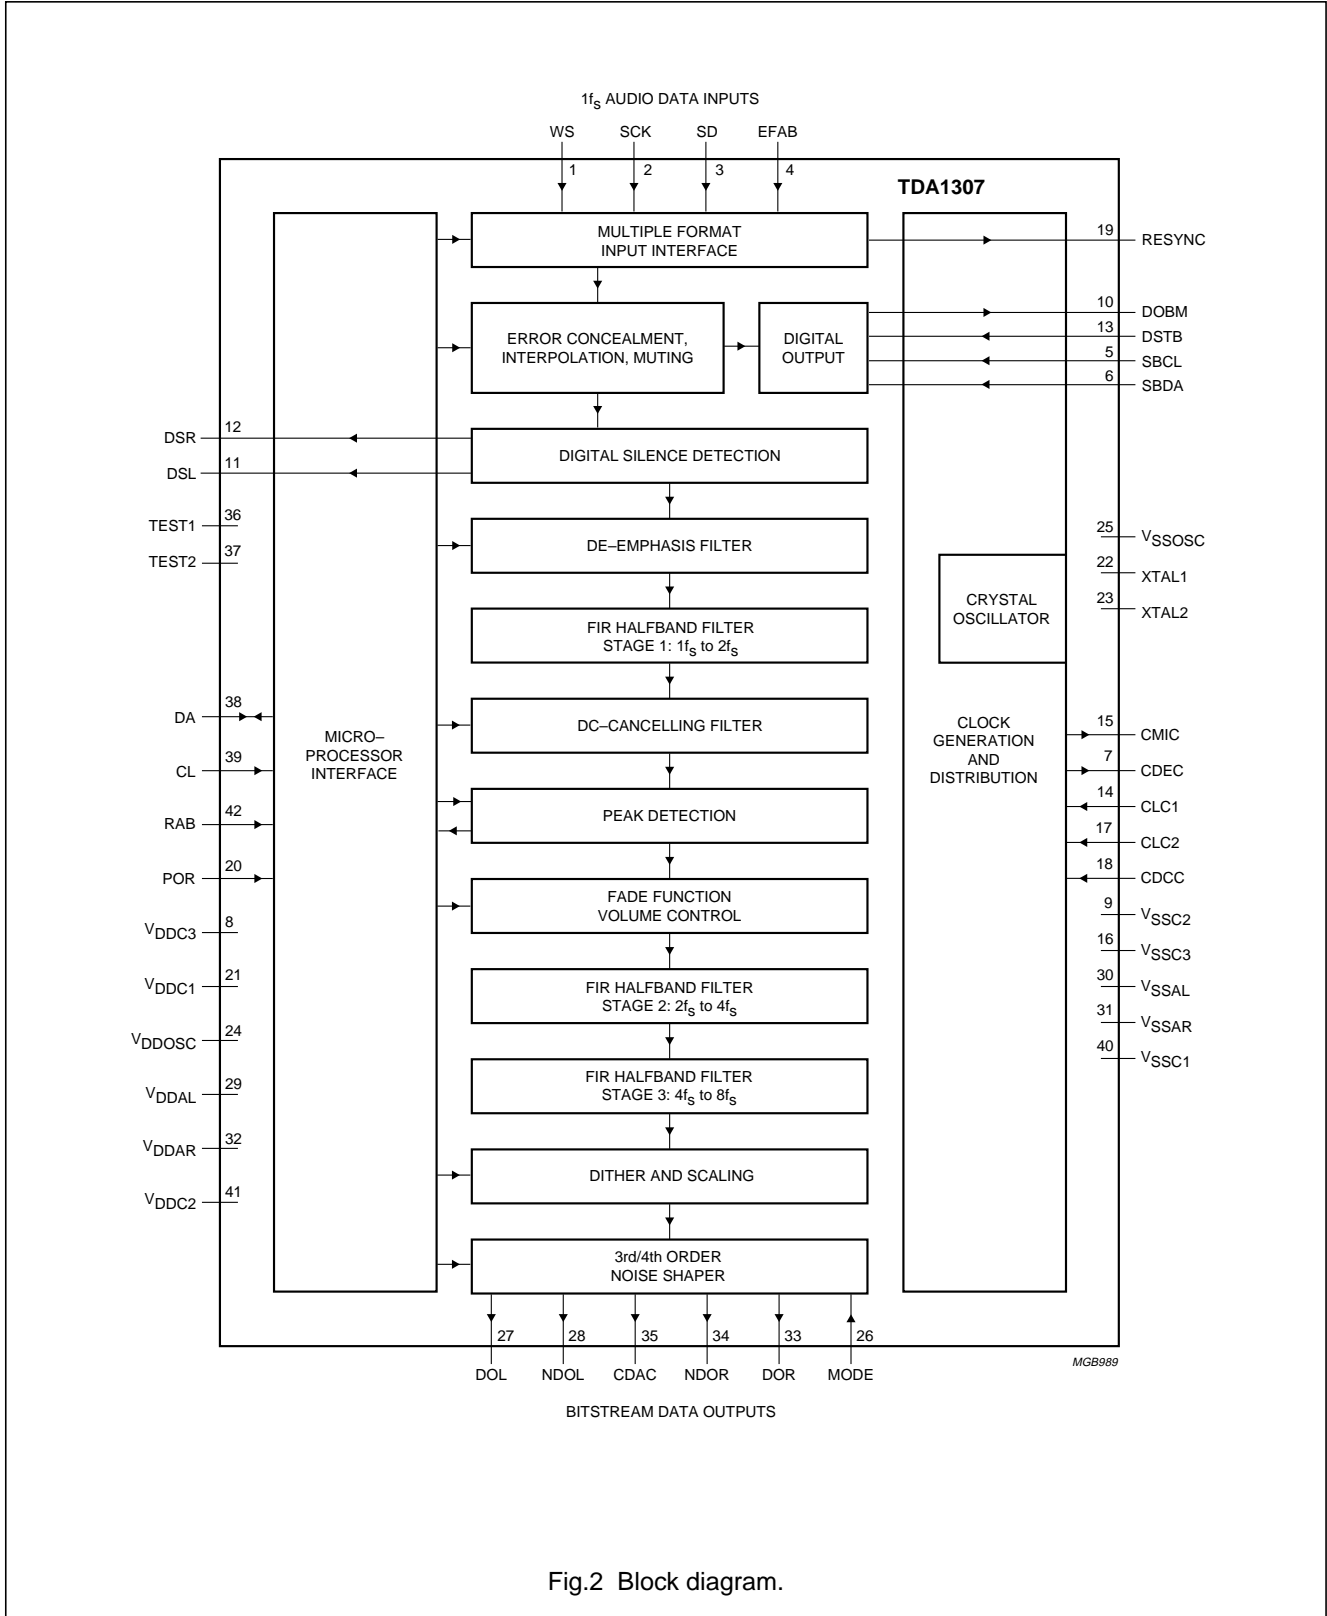 1fs AUDIO DATA INPUTS
WS SCK SD EFAB
1 2 3 4
TDA1307
MULTIPLE FORMAT
INPUT INTERFACE
19 RESYNC
ERROR CONCEALMENT,
INTERPOLATION, MUTING
DIGITAL
OUTPUT
10 DOBM
13 DSTB
5 SBCL
6 SBDA
DSR 12
DSL 11
DIGITAL SILENCE DETECTION
TEST1 36
TEST2 37
DE–EMPHASIS FILTER
25 VSSOSC
22 XTAL1
23 XTAL2
CRYSTAL
OSCILLATOR
FIR HALFBAND FILTER
STAGE 1: 1fs to 2fs
DA 38
CL 39
RAB 42
POR 20
MICRO–
PROCESSOR
INTERFACE
DC–CANCELLING FILTER
CLOCK
GENERATION
AND
DISTRIBUTION
15 CMIC
7 CDEC
14 CLC1
17 CLC2
18 CDCC
PEAK DETECTION
FADE FUNCTION
VOLUME CONTROL
VDDC3 8
VDDC1 21
VDDOSC 24
VDDAL 29
VDDAR 32
VDDC2 41
9 VSSC2
16 VSSC3
30 VSSAL
31 VSSAR
40 VSSC1
FIR HALFBAND FILTER
STAGE 2: 2fs to 4fs
FIR HALFBAND FILTER
STAGE 3: 4fs to 8fs
DITHER AND SCALING
3rd/4th ORDER
NOISE SHAPER
27 28 35 34 33 26
DOL NDOL CDAC NDOR DOR MODE
MGB989
BITSTREAM DATA OUTPUTS
Fig.2 Block diagram.